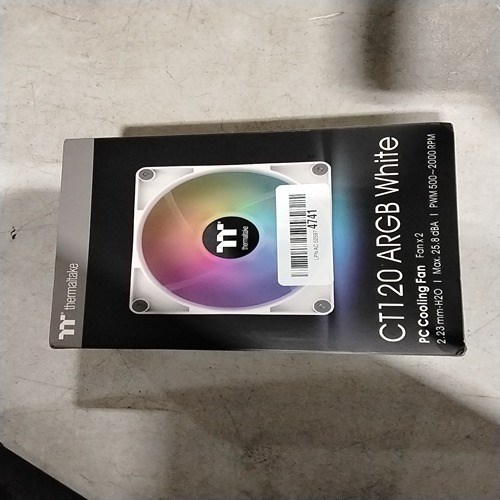 thermaltake
thermaltake
4741
CT120 ARGB White
PC Cooling Fan Fan x 2
2.23 mm-H2O | Max. 25.8 dBA | PWM 500~2000 RPM